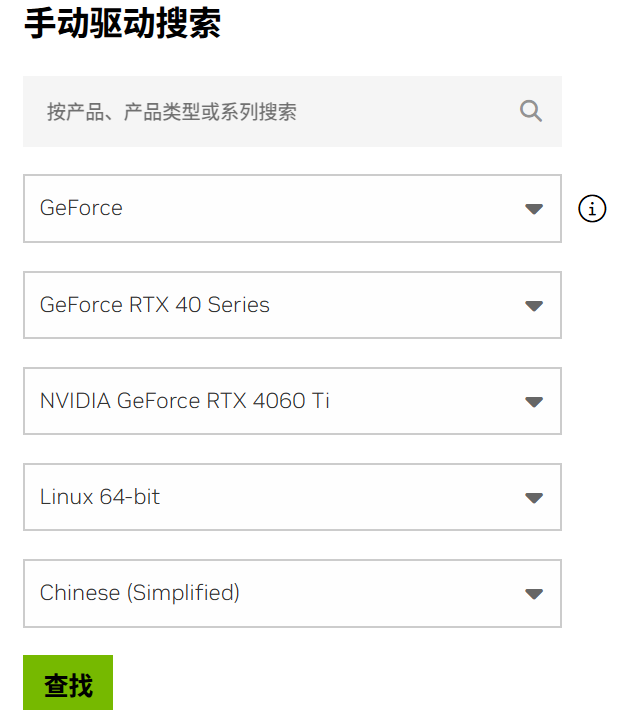 手动驱动搜索
按产品、产品类型或系列搜索
GeForce
GeForce RTX 40 Series
NVIDIA GeForce RTX 4060 Ti
Linux 64-bit
Chinese (Simplified)
查找